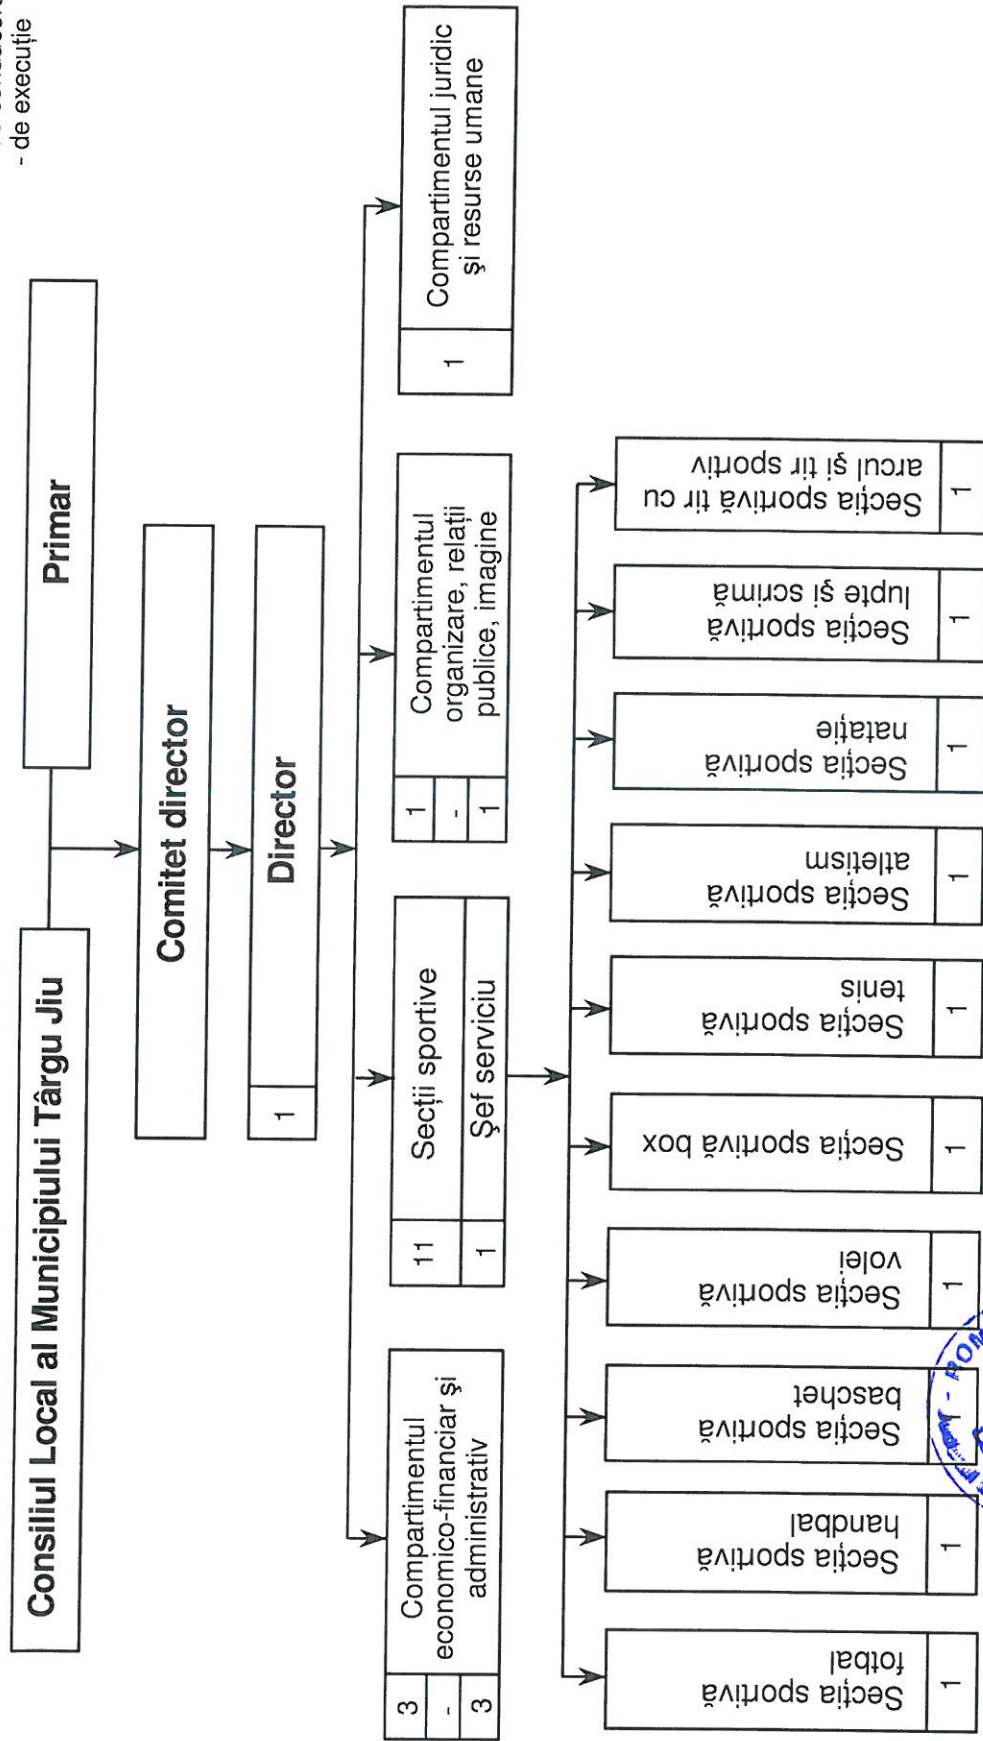 - de execuție
Consiliul Local al Municipiului Târgu Jiu
Primar
Comitet director
1
Director
3
-
3
Compartimentul
economico-financiar și
administrativ
11
Secții sportive
1
Șef serviciu
1
-
1
Compartimentul
organizare, relații
publice, imagine
1
Compartimentul juridic
și resurse umane
Secția sportivă
fotbal
1
Secția sportivă
handbal
1
Secția sportivă
baschet
1
Secția sportivă
volei
1
Secția sportivă box
1
Secția sportivă
tenis
1
Secția sportivă
atletism
1
Secția sportivă
natație
1
Secția sportivă
lupte și scrimă
1
Secția sportivă tir cu
arcul și tir sportiv
1